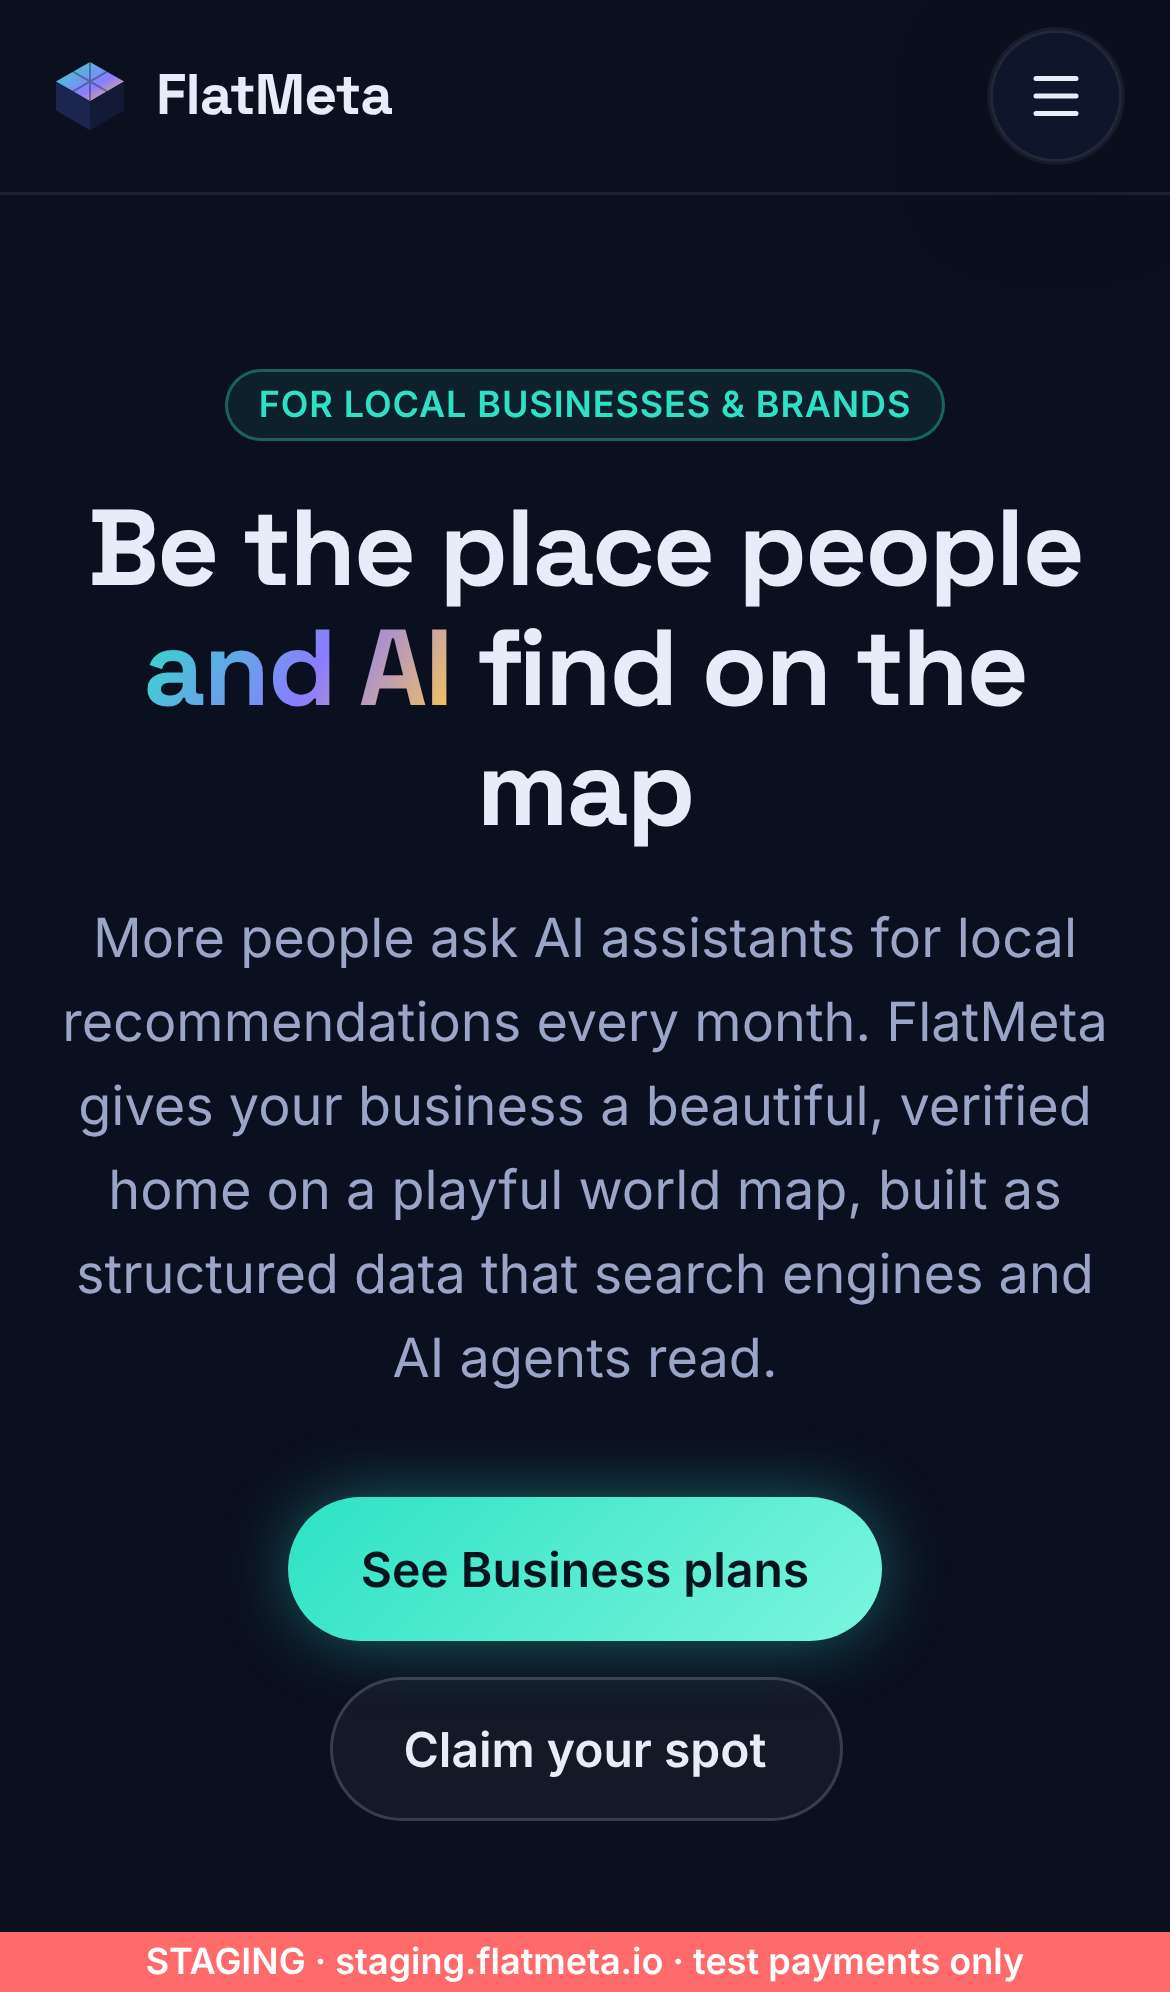 FlatMeta
FOR LOCAL BUSINESSES & BRANDS
Be the place people
and AI find on the
map
More people ask AI assistants for local
recommendations every month. FlatMeta
gives your business a beautiful, verified
home on a playful world map, built as
structured data that search engines and
AI agents read.
See Business plans
Claim your spot
STAGING · staging.flatmeta.io · test payments only